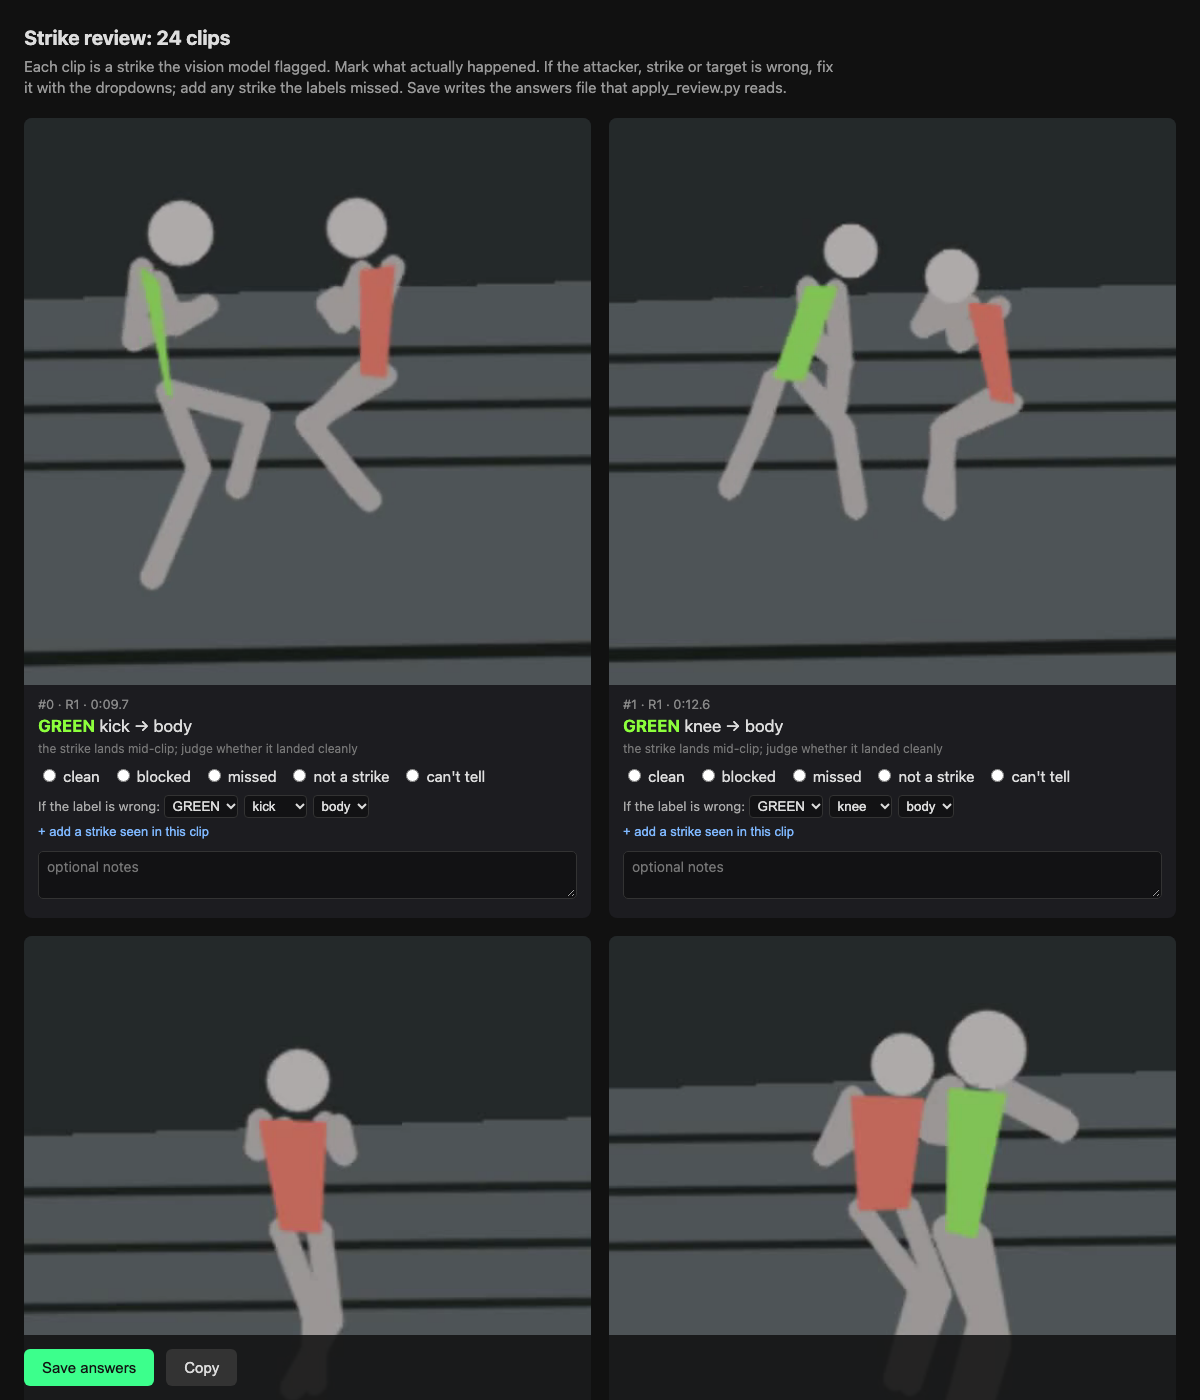 Strike review: 24 clips
Each clip is a strike the vision model flagged. Mark what actually happened. If the attacker, strike or target is wrong, fix
it with the dropdowns; add any strike the labels missed. Save writes the answers file that apply_review.py reads.
#0 · R1 · 0:09.7
GREEN kick → body
the strike lands mid-clip; judge whether it landed cleanly
clean blocked missed not a strike can't tell
If the label is wrong: GREEN kick body
+ add a strike seen in this clip
optional notes
#1 · R1 · 0:12.6
GREEN knee → body
the strike lands mid-clip; judge whether it landed cleanly
clean blocked missed not a strike can't tell
If the label is wrong: GREEN knee body
+ add a strike seen in this clip
optional notes
Save answers Copy